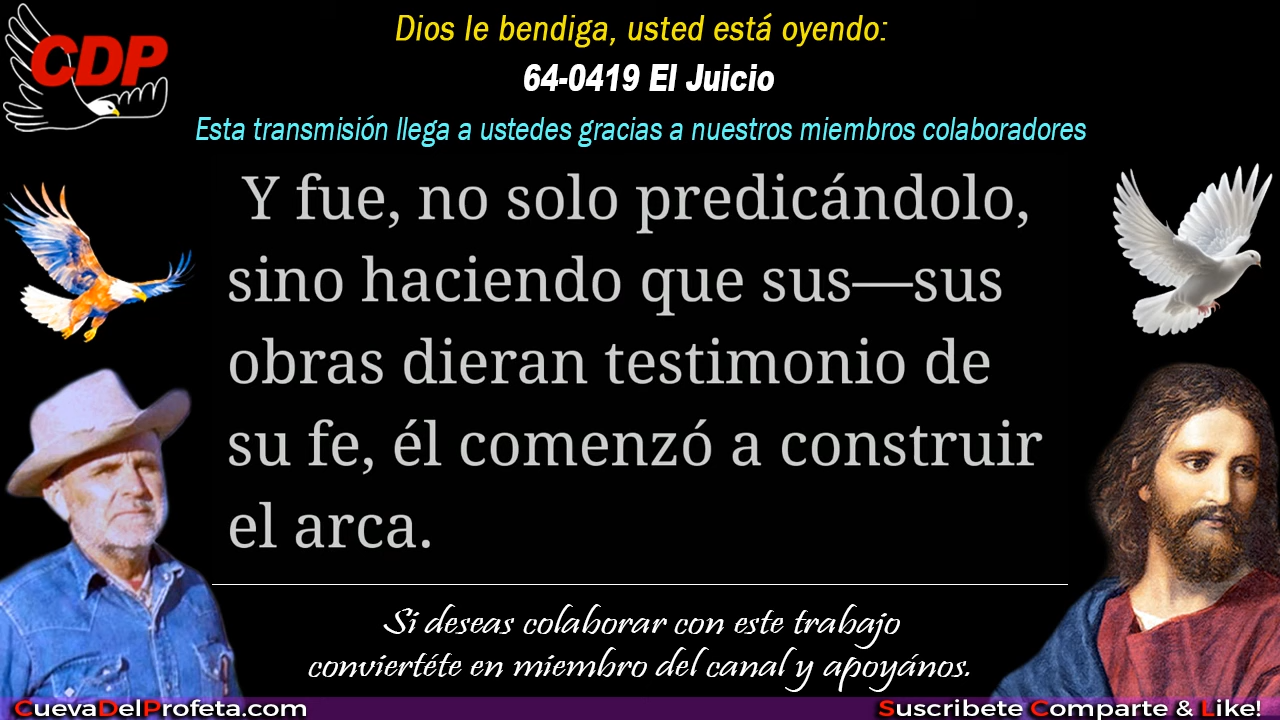 CDP
Dios le bendiga, usted está oyendo:
64-0419 El Juicio
Esta transmisión llega a ustedes gracias a nuestros miembros colaboradores
Y fue, no solo predicándolo,
sino haciendo que sus—sus
obras dieran testimonio de
su fe, él comenzó a construir
el arca.
Si deseas colaborar con este trabajo
conviertéte en miembro del canal y apoyános.
CuevaDelProfeta.com
Suscribete Comparte & Like!